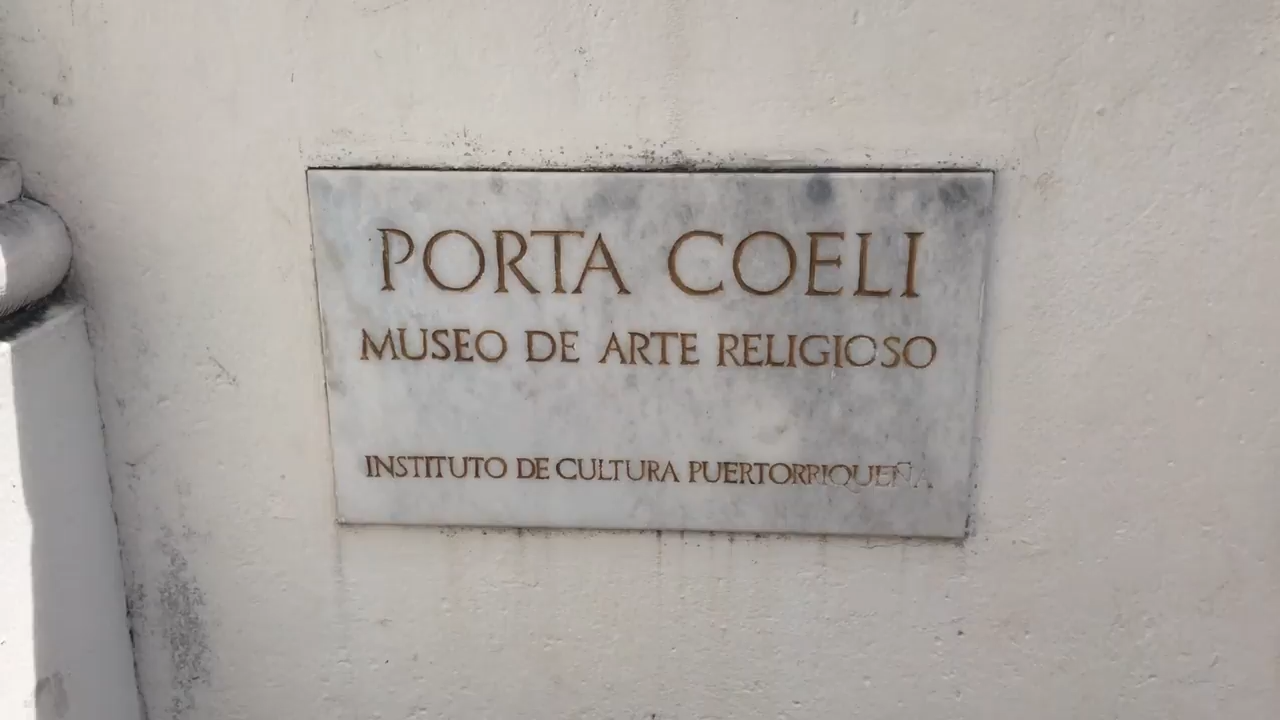 PORTA COELI
MUSEO DE ARTE RELIGIOSO
INSTITUTO DE CULTURA PUERTORRIQUEÑA